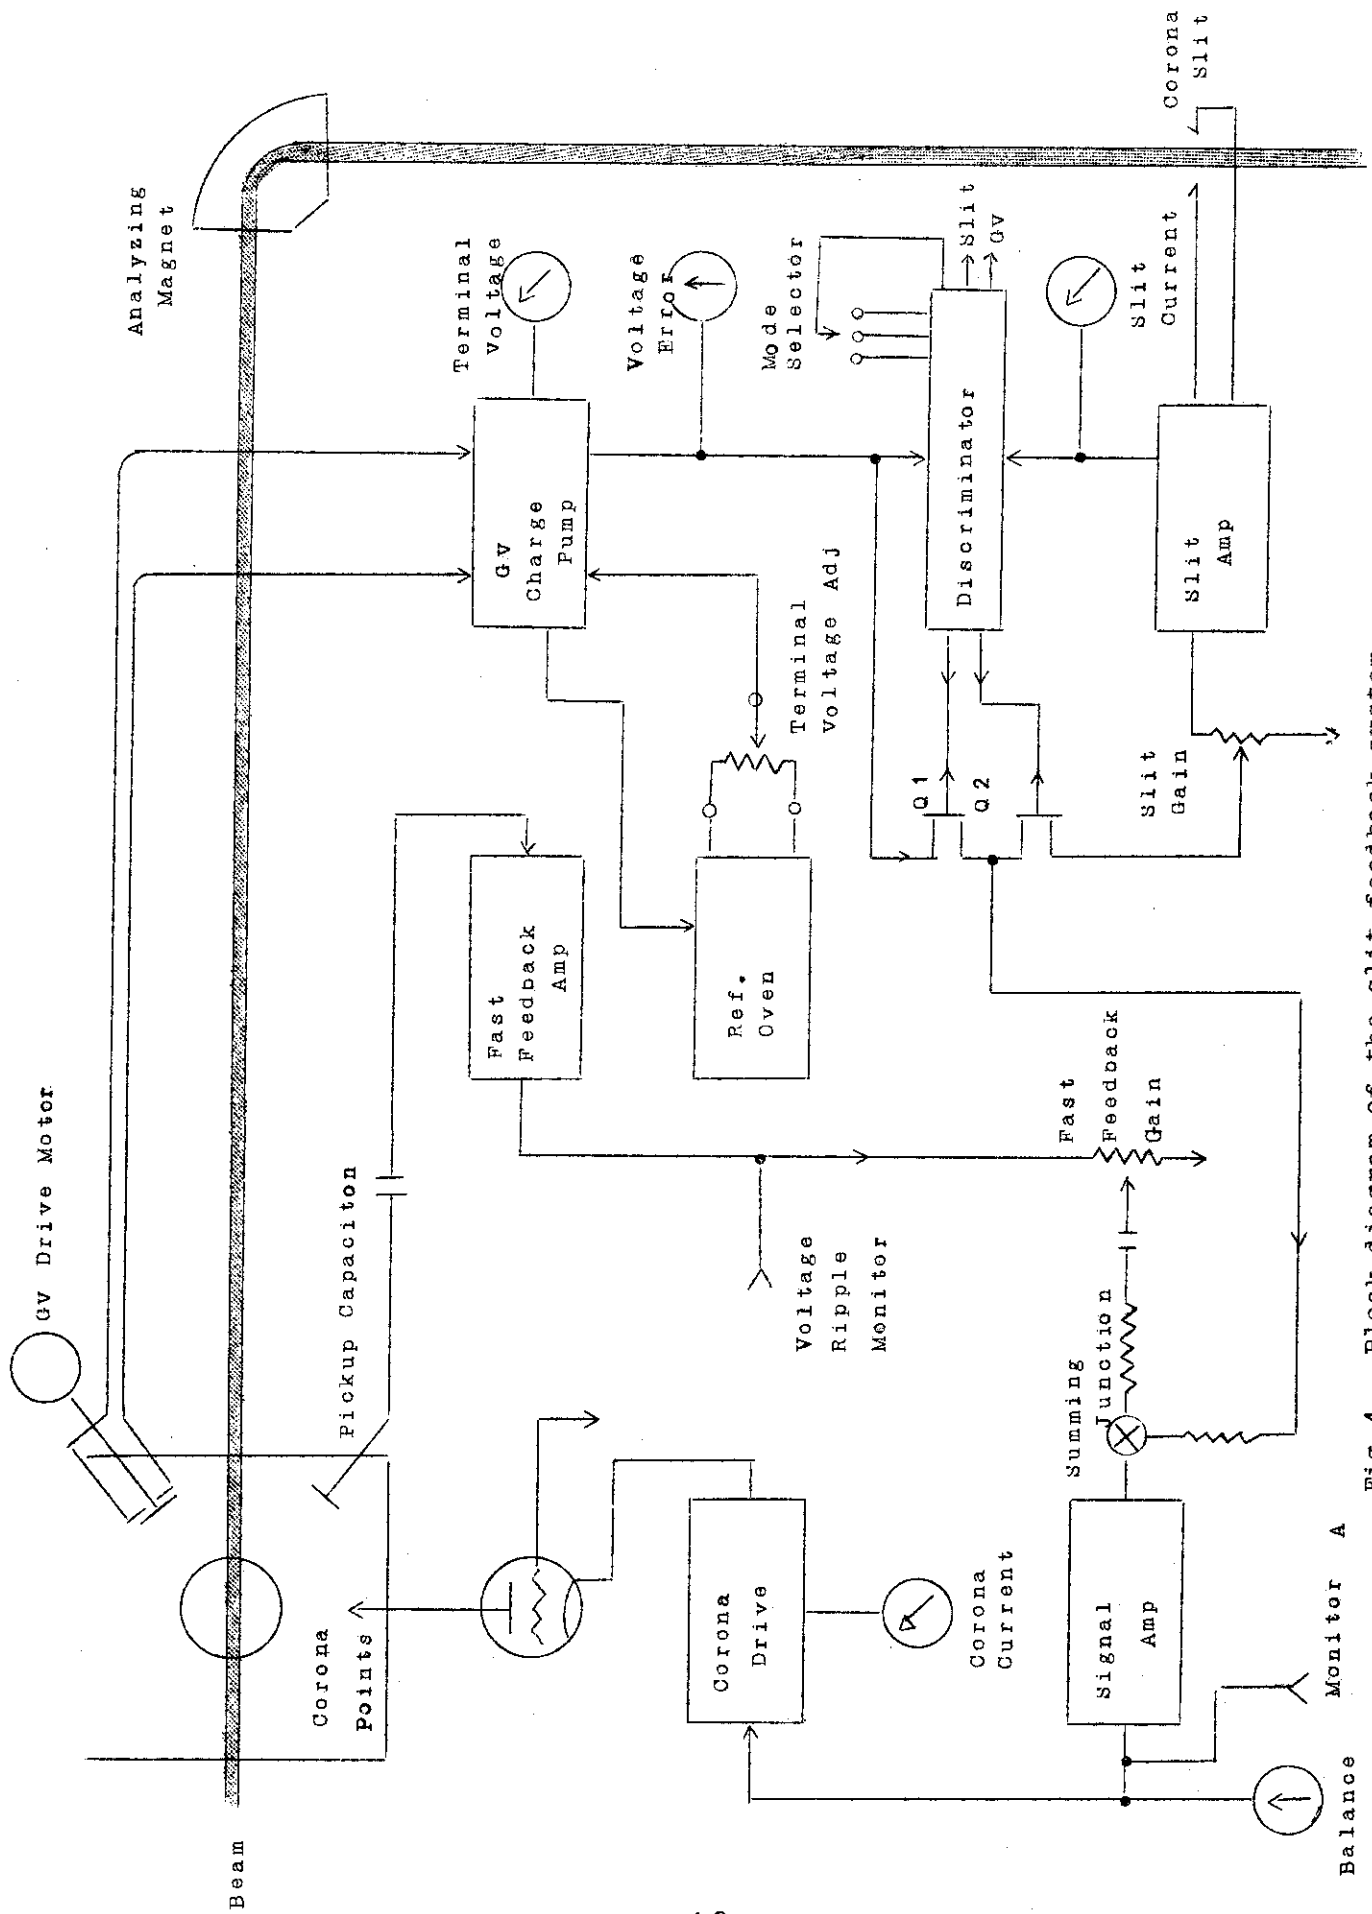 GV Drive Motor
Analyzing
Magnet
Beam
Pickup Capaciton
Corona
Points
Terminal
Voltage
GV
Charge
Pump
Voltage
Error
Fast
Feedback
Amp
Ref.
Oven
Terminal
Voltage Adj
Mode
Selector
Slit
GV
Discriminator
Q1
Q2
Corona
Drive
Corona
Current
Voltage
Ripple
Monitor
Fast
Feedback
Gain
Slit
Gain
Slit
Amp
Slit
Current
Corona
Slit
Summing
Junction
Signal
Amp
Monitor A
Balance
Fig.4 Block diagram of the slit feedback system